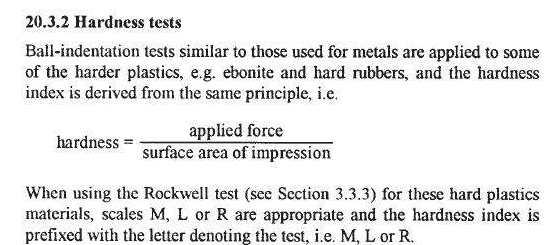 20.3.2 Hardness tests
Ball-indentation tests similar to those used for metals are applied to some
of the harder plastics, e.g. ebonite and hard rubbers, and the hardness
index is derived from the same principle, i.e.
hardness = applied force
surface area of impression
When using the Rockwell test (see Section 3.3.3) for these hard plastics
materials, scales M, L or R are appropriate and the hardness index is
prefixed with the letter denoting the test, i.e. M, L or R.